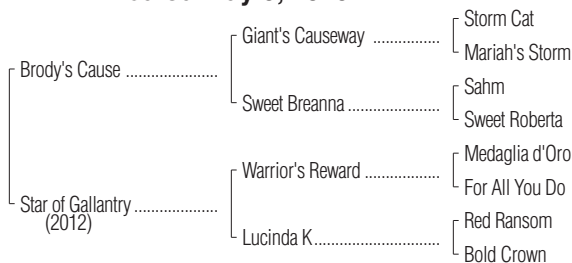 Giant's Causeway
Storm Cat
Mariah's Storm
Brody's Cause
Sweet Breanna
Sahm
Sweet Roberta
Warrior's Reward
Medaglia d'Oro
For All You Do
Star of Gallantry
(2012)
Lucinda K
Red Ransom
Bold Crown